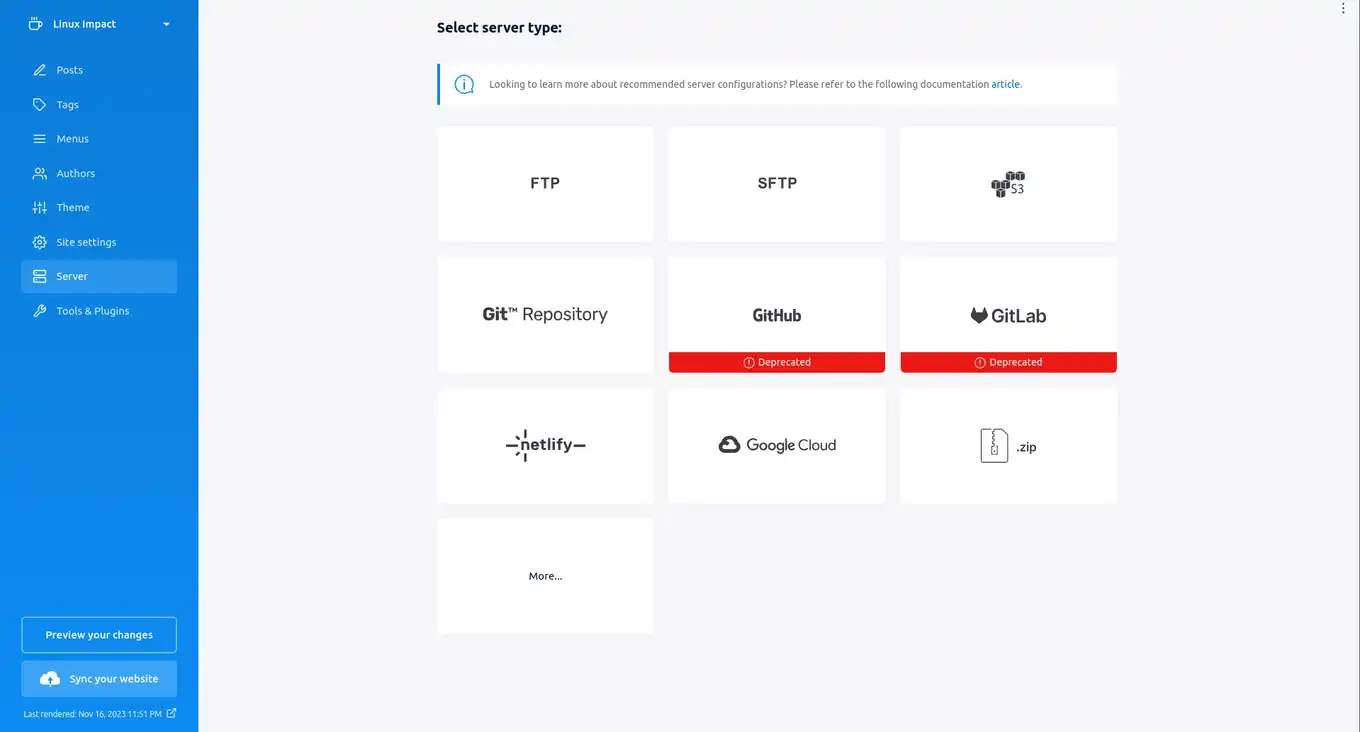 Linux Impact
Posts
Tags
Menus
Authors
Theme
Site settings
Server
Tools & Plugins
Preview your changes
Sync your website
Last rendered: Nov 16, 2023 11:51 PM
Select server type:
Looking to learn more about recommended server configurations? Please refer to the following documentation article.
FTP
SFTP
S3
Git™ Repository
GitHub
Deprecated
GitLab
Deprecated
netlify
Google Cloud
.zip
More...